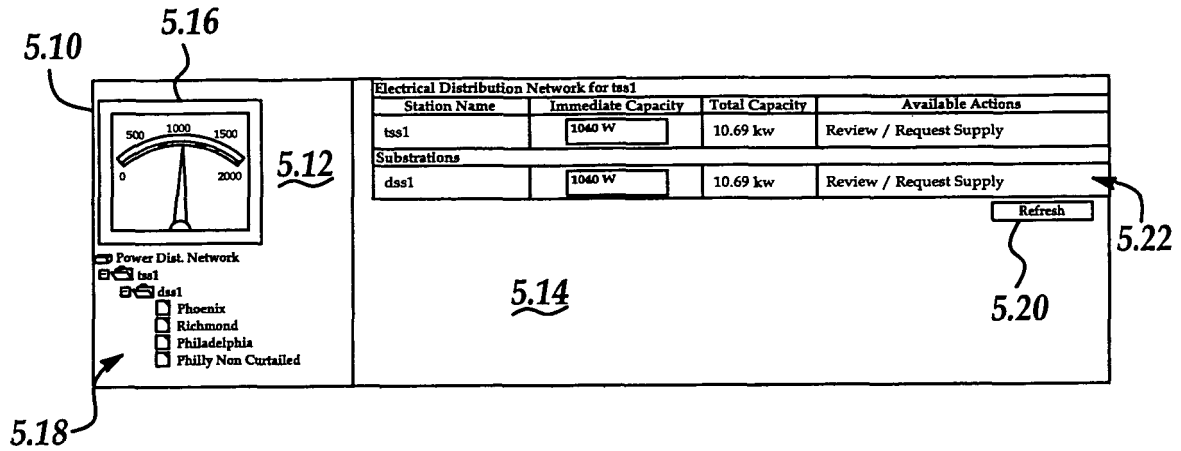 5.16
5.10
500 1000 1500
0 2000
5.12
Power Dist. Network
tss1
dss1
Phoenix
Richmond
Philadelphia
Philly Non Curtailed
5.18
Electrical Distribution Network for tss1
Station Name Immediate Capacity Total Capacity Available Actions
tss1 1040 W 10.69 kw Review / Request Supply
Substrations
dss1 1040 W 10.69 kw Review / Request Supply
Refresh
5.22
5.14
5.20